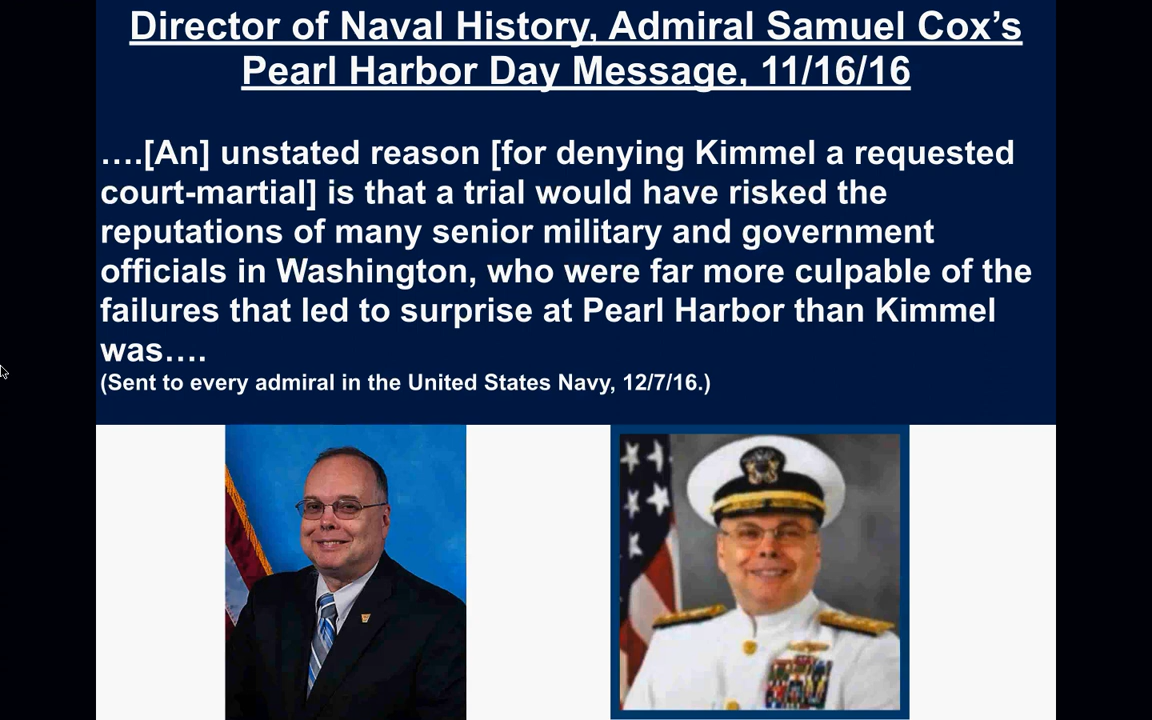 Director of Naval History, Admiral Samuel Cox’s
Pearl Harbor Day Message, 11/16/16
….[An] unstated reason [for denying Kimmel a requested
court-martial] is that a trial would have risked the
reputations of many senior military and government
officials in Washington, who were far more culpable of the
failures that led to surprise at Pearl Harbor than Kimmel
was….
(Sent to every admiral in the United States Navy, 12/7/16.)